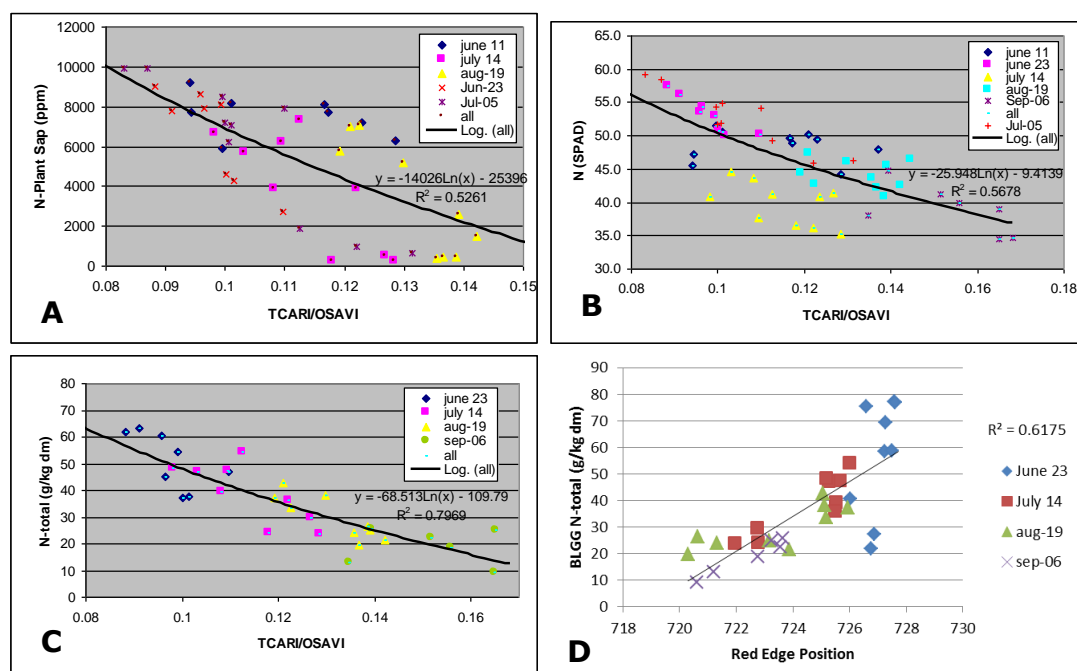 12000
10000
8000
6000
4000
2000
0
N-Plant Sap (ppm)
0.08 0.09 0.1 0.11 0.12 0.13 0.14 0.15
TCARI/OSAVI
june 11
july 14
aug-19
Jun-23
Jul-05
all
Log. (all)
y = -14026Ln(x) - 25396
R² = 0.5261
A
65.0
60.0
55.0
50.0
45.0
40.0
35.0
30.0
N (SPAD)
0.08 0.1 0.12 0.14 0.16 0.18
TCARI/OSAVI
june 11
june 23
july 14
aug-19
Sep-06
all
Jul-05
Log. (all)
y = -25.948Ln(x) - 9.4139
R² = 0.5678
B
80
70
60
50
40
30
20
10
0
N-total (g/kg dm)
0.08 0.1 0.12 0.14 0.16
TCARI/OSAVI
june 23
july 14
aug-19
sep-06
all
Log. (all)
y = -68.513Ln(x) - 109.79
R² = 0.7969
C
90
80
70
60
50
40
30
20
10
0
BLGG N-total (g/kg dm)
718 720 722 724 726 728 730
Red Edge Position
R² = 0.6175
June 23
July 14
aug-19
sep-06
D